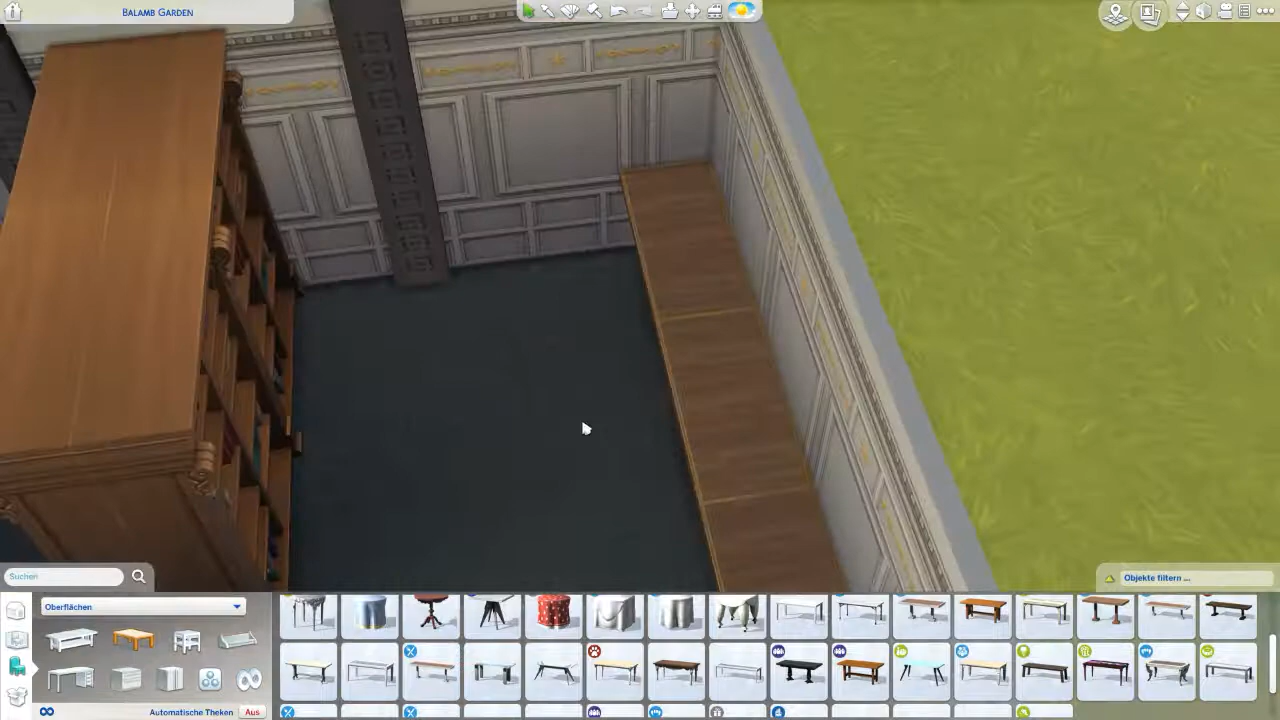 Balamb Garden
Suchen
Objekte filtern ...
Oberflächen
Automatische Theken Aus